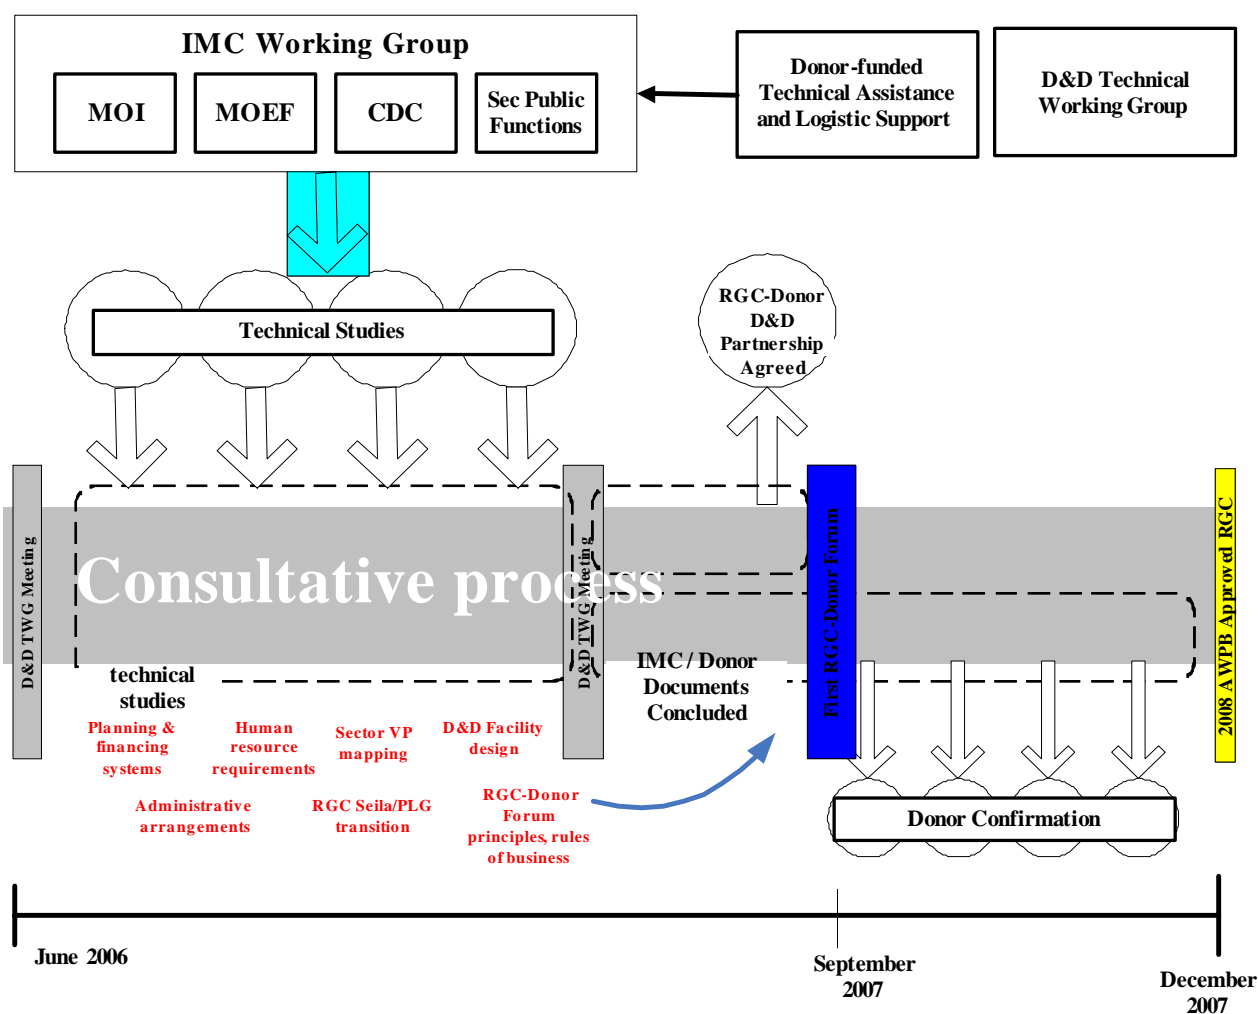 IMC Working Group
MOI
MOEF
CDC
Sec Public
Functions
Donor-funded
Technical Assistance
and Logistic Support
D&D Technical
Working Group
Technical Studies
RGC-Donor
D&D
Partnership
Agreed
D&D TWG Meeting
Consultative process
D&D TWG Meeting
First RGC-Donor Forum
2008 AWPB Approved RGC
technical
studies
IMC / Donor
Documents
Concluded
Planning &
financing
systems
Human
resource
requirements
Sector VP
mapping
D&D Facility
design
Administrative
arrangements
RGC Seila/PLG
transition
RGC-Donor
Forum
principles, rules
of business
Donor Confirmation
June 2006
September
2007
December
2007